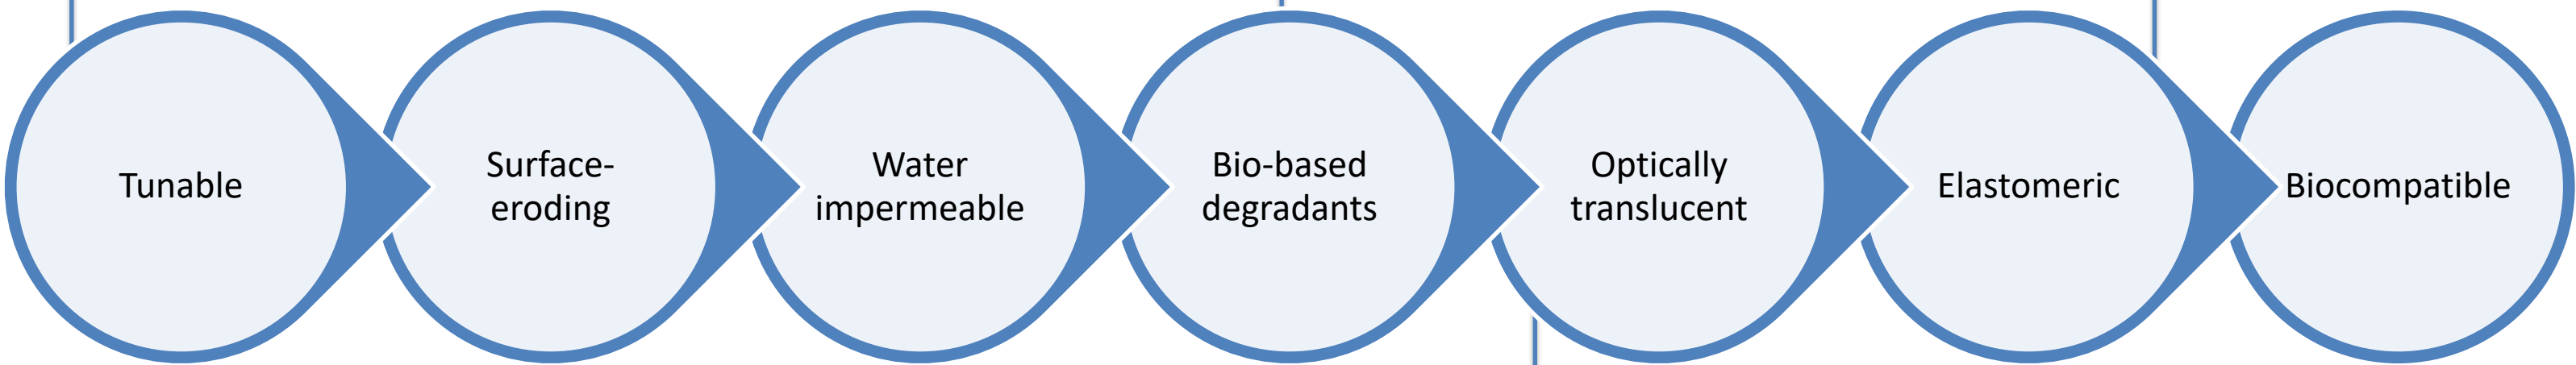 Tunable
Surface-
eroding
Water
impermeable
Bio-based
degradants
Optically
translucent
Elastomeric
Biocompatible